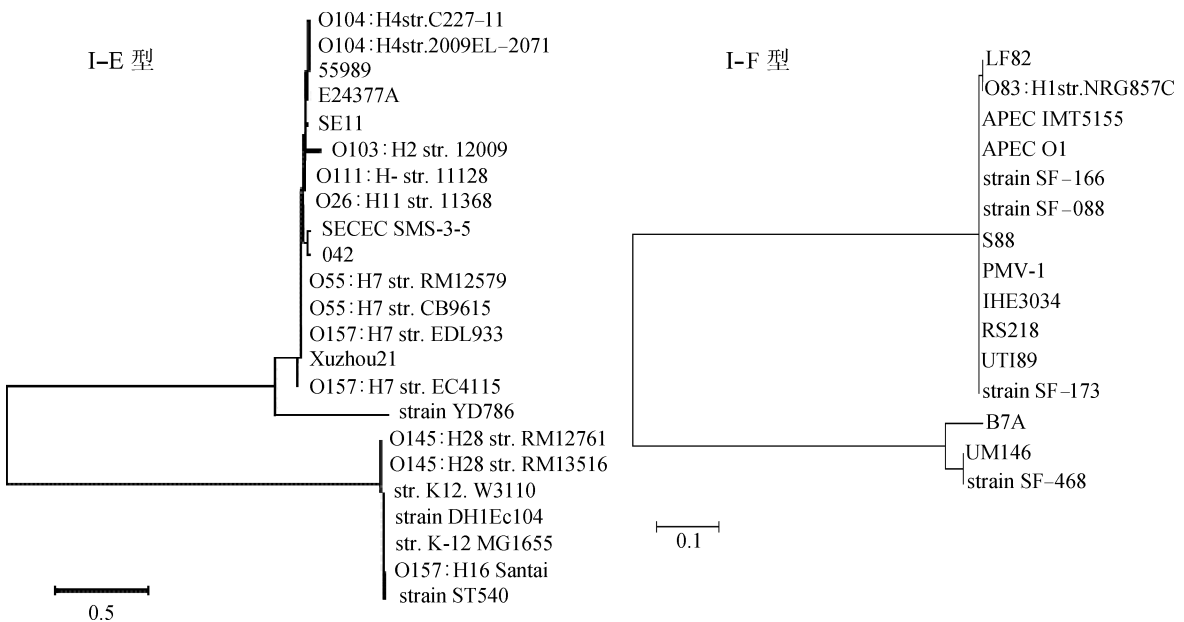 I-E 型
O104:H4str.C227-11
O104:H4str.2009EL-2071
55989
E24377A
SE11
O103:H2 str. 12009
O111:H- str. 11128
O26:H11 str. 11368
SECEC SMS-3-5
042
O55:H7 str. RM12579
O55:H7 str. CB9615
O157:H7 str. EDL933
Xuzhou21
O157:H7 str. EC4115
strain YD786
O145:H28 str. RM12761
O145:H28 str. RM13516
str. K12. W3110
strain DH1Ec104
str. K-12 MG1655
O157:H16 Santai
strain ST540
0.5
I-F 型
LF82
O83:H1str.NRG857C
APEC IMT5155
APEC O1
strain SF-166
strain SF-088
S88
PMV-1
IHE3034
RS218
UTI89
strain SF-173
B7A
UM146
strain SF-468
0.1